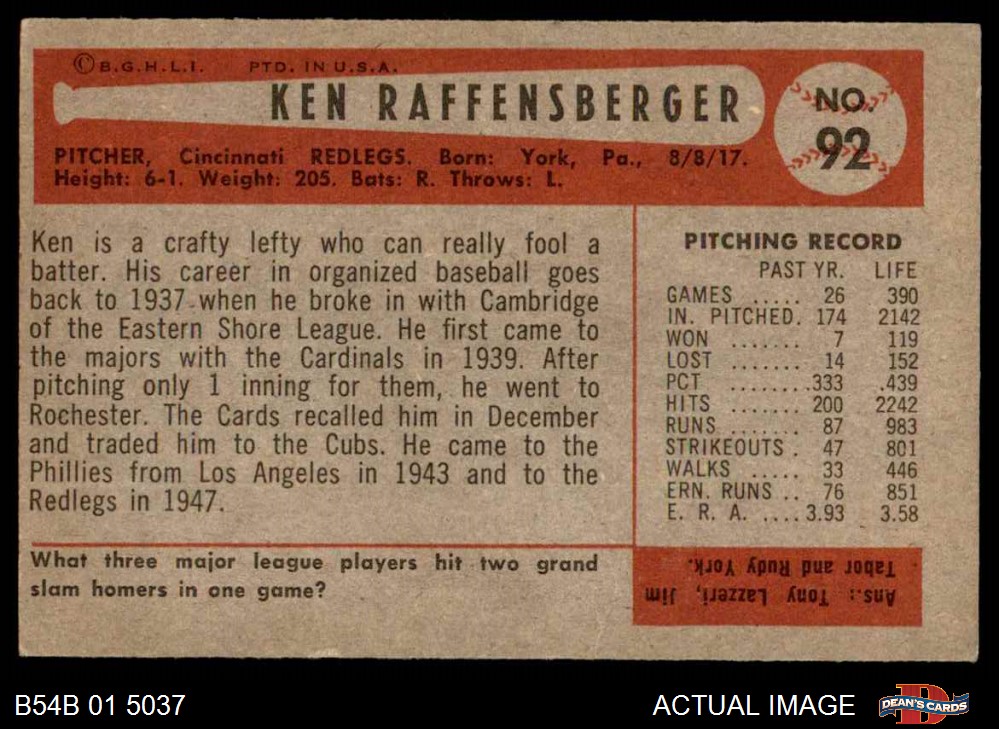 © B.G.H.L.I. PTD. IN U.S.A.
KEN RAFFENSBERGER
NO.
92
PITCHER, Cincinnati REDLEGS. Born: York, Pa., 8/8/17.
Height: 6-1. Weight: 205. Bats: R. Throws: L.
Ken is a crafty lefty who can really fool a
batter. His career in organized baseball goes
back to 1937 when he broke in with Cambridge
of the Eastern Shore League. He first came to
the majors with the Cardinals in 1939. After
pitching only 1 inning for them, he went to
Rochester. The Cards recalled him in December
and traded him to the Cubs. He came to the
Phillies from Los Angeles in 1943 and to the
Redlegs in 1947.
PITCHING RECORD
PAST YR. LIFE
GAMES ..... 26 390
IN. PITCHED. 174 2142
WON ....... 7 119
LOST ....... 14 152
PCT ........ .333 .439
HITS ....... 200 2242
RUNS ....... 87 983
STRIKEOUTS . 47 801
WALKS ..... 33 446
ERN. RUNS .. 76 851
E. R. A. .... 3.93 3.58
What three major league players hit two grand
slam homers in one game?
Ans.: Tony Lazzeri, Jim
Tabor and Rudy York.
B54B 01 5037
ACTUAL IMAGE
D
DEAN'S CARDS